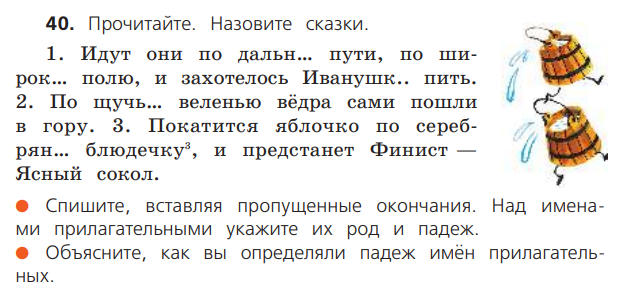 40. Прочитайте. Назовите сказки.
1. Идут они по дальн... пути, по ши-
рок... полю, и захотелось Иванушк.. пить.
2. По щучь... веленью вёдра сами пошли
в гору. 3. Покатится яблочко по сереб-
рян... блюдечку³, и предстанет Финист —
Ясный сокол.
● Спишите, вставляя пропущенные окончания. Над имена-
ми прилагательными укажите их род и падеж.
● Объясните, как вы определяли падеж имён прилагатель-
ных.